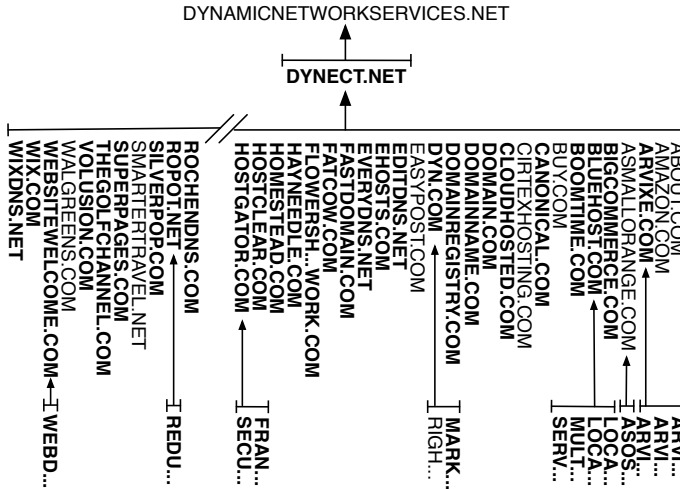 DYNAMICNETWORKSERVICES.NET
DYNECT.NET
WIXDNS.NET
WIX.COM
WEBSITEWELCOME.COM
WALGREENS.COM
VOLUSION.COM
THEGOLFCHANNEL.COM
SUPERPAGES.COM
SMARTERTRAVEL.NET
SILVERPOP.COM
ROPOT.NET
ROCHENDNS.COM
HOSTGATOR.COM
HOSTCLEAR.COM
HOMESTEAD.COM
HAYNEEDLE.COM
FLOWERSH...WORK.COM
FATCOW.COM
FASTDOMAIN.COM
EVERYDNS.NET
EHOSTS.COM
EDITDNS.NET
EASYPOST.COM
DYN.COM
DOMAINREGISTRY.COM
DOMAINNAME.COM
DOMAIN.COM
CLOUDHOSTED.COM
CIRTEXHOSTING.COM
CANONICAL.COM
BUY.COM
BOOMTIME.COM
BLUEHOST.COM
BIGCOMMERCE.COM
ASMALLORANGE.COM
ARVIXE.COM
AMAZON.COM
ABOUT.COM
WEBD...
REDU...
SECU...
FRAN...
RIGH...
MARK...
SERV...
MULT...
LOCA...
LOCA...
ASOS...
ARVI...
ARVI...
ARVI...